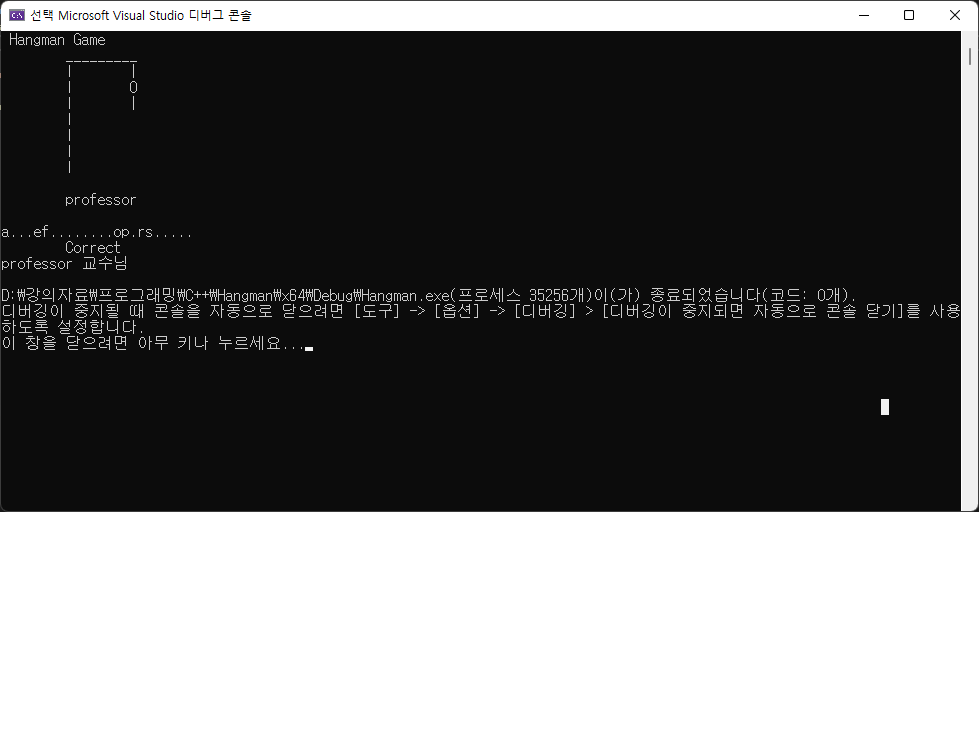 선택 Microsoft Visual Studio 디버그 콘솔
Hangman Game
_________
|       |
|       O
|       |
|
|
|
|
professor
a...ef........op.rs.....
Correct
professor 교수님
D:\강의자료\프로그래밍\C++\Hangman\x64\Debug\Hangman.exe(프로세스 35256개)이(가) 종료되었습니다(코드: 0개).
디버깅이 중지될 때 콘솔을 자동으로 닫으려면 [도구] -> [옵션] -> [디버깅] > [디버깅이 중지되면 자동으로 콘솔 닫기]를 사용
하도록 설정합니다.
이 창을 닫으려면 아무 키나 누르세요...